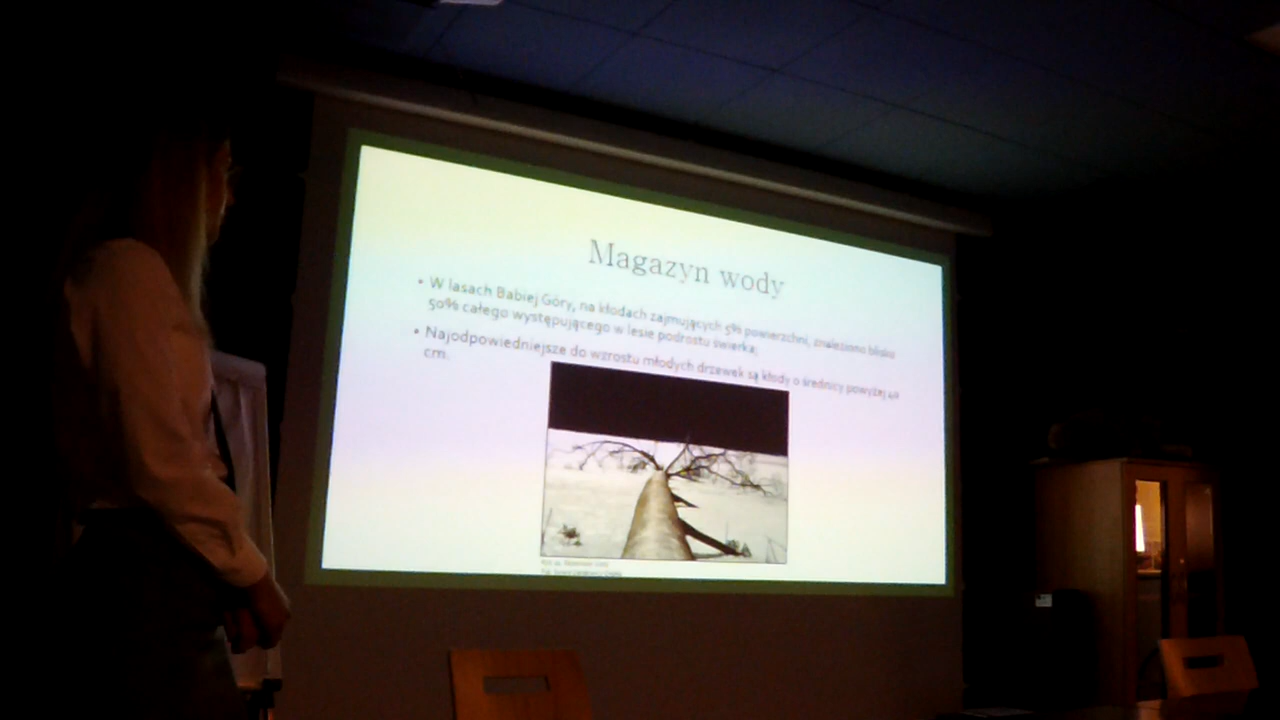 Magazyn wody
• W lasach Babiej Góry, na kłodach zajmujących 5% powierzchni, znaleziono blisko
50% całego występującego w lesie podrostu świerka;
• Najodpowiedniejsze do wzrostu młodych drzewek są kłody o średnicy powyżej
cm.